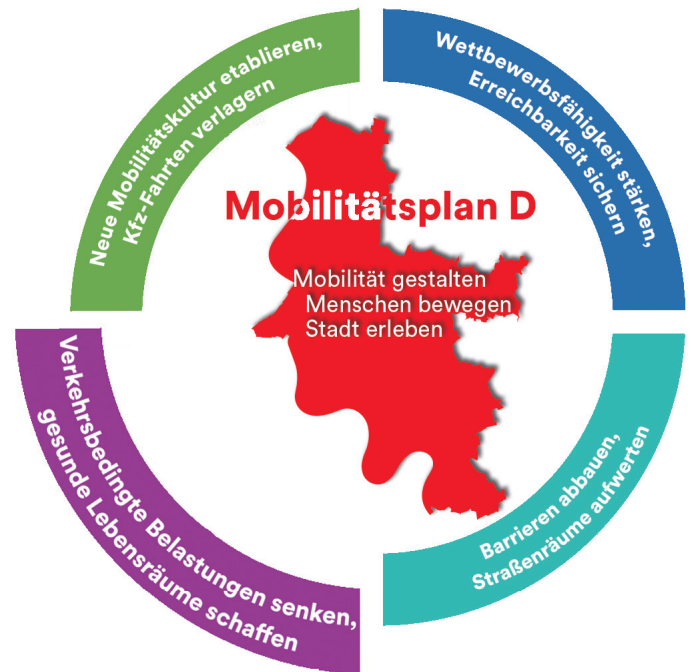 Neue Mobilitätskultur etablieren,
Kfz-Fahrten verlagern
Wettbewerbsfähigkeit stärken,
Erreichbarkeit sichern
Mobilitätsplan D
Mobilität gestalten
Menschen bewegen
Stadt erleben
Verkehrsbedingte Belastungen senken,
gesunde Lebensräume schaffen
Barrieren abbauen,
Straßenräume aufwerten